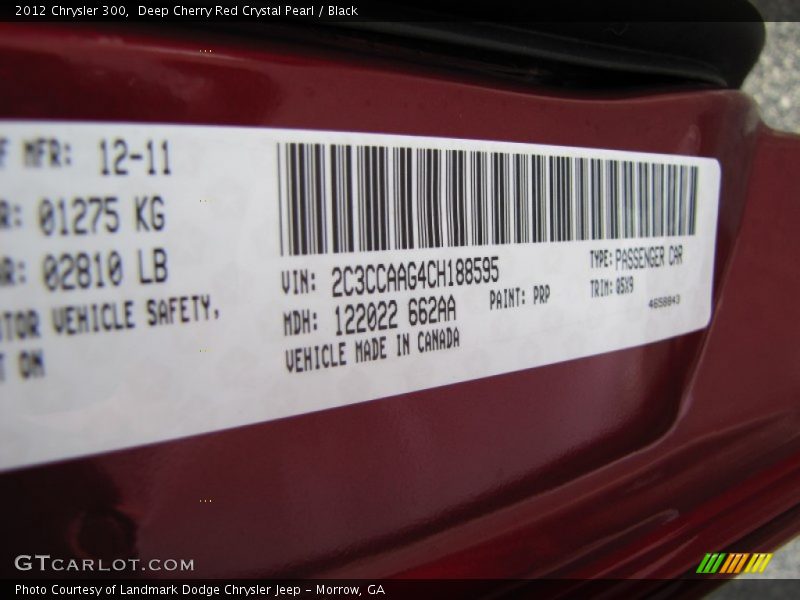 2012 Chrysler 300, Deep Cherry Red Crystal Pearl / Black
F MFR: 12-11
R: 01275 KG
R: 02810 LB
TOR VEHICLE SAFETY,
T ON
VIN: 2C3CCAAG4CH188595
TYPE: PASSENGER CAR
MDH: 122022 662AA
PAINT: PRP
TRIM: Q5X9
VEHICLE MADE IN CANADA
4658843
GTCARLOT.COM
Photo Courtesy of Landmark Dodge Chrysler Jeep - Morrow, GA